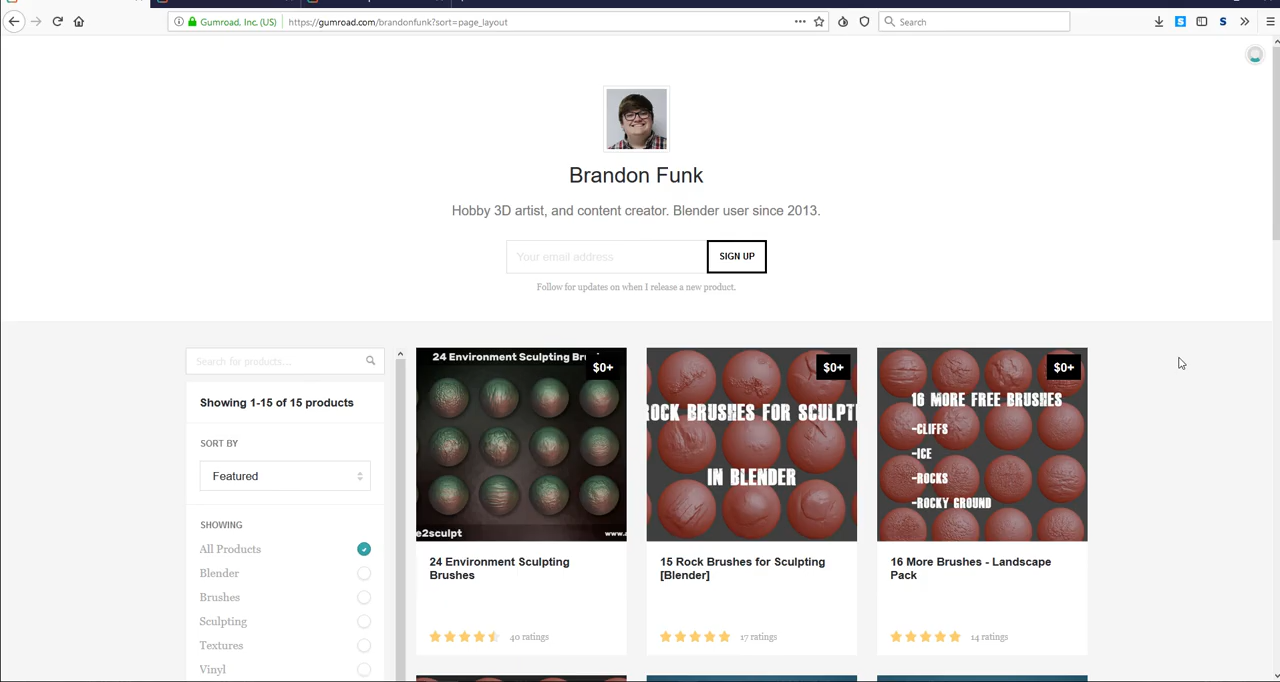 Gumroad, Inc. (US)
https://gumroad.com/brandonfunk?sort=page_layout
Search
Brandon Funk
Hobby 3D artist, and content creator. Blender user since 2013.
Your email address
SIGN UP
Follow for updates on when I release a new product.
Search for products...
Showing 1-15 of 15 products
SORT BY
Featured
SHOWING
All Products
Blender
Brushes
Sculpting
Textures
Vinyl
24 Environment Sculpting Bru
$0+
e2sculpt
www.a
24 Environment Sculpting
Brushes
40 ratings
$0+
ROCK BRUSHES FOR SCULPTI
IN BLENDER
15 Rock Brushes for Sculpting
[Blender]
17 ratings
$0+
16 MORE FREE BRUSHES
-CLIFFS
-ICE
-ROCKS
-ROCKY GROUND
16 More Brushes - Landscape
Pack
14 ratings